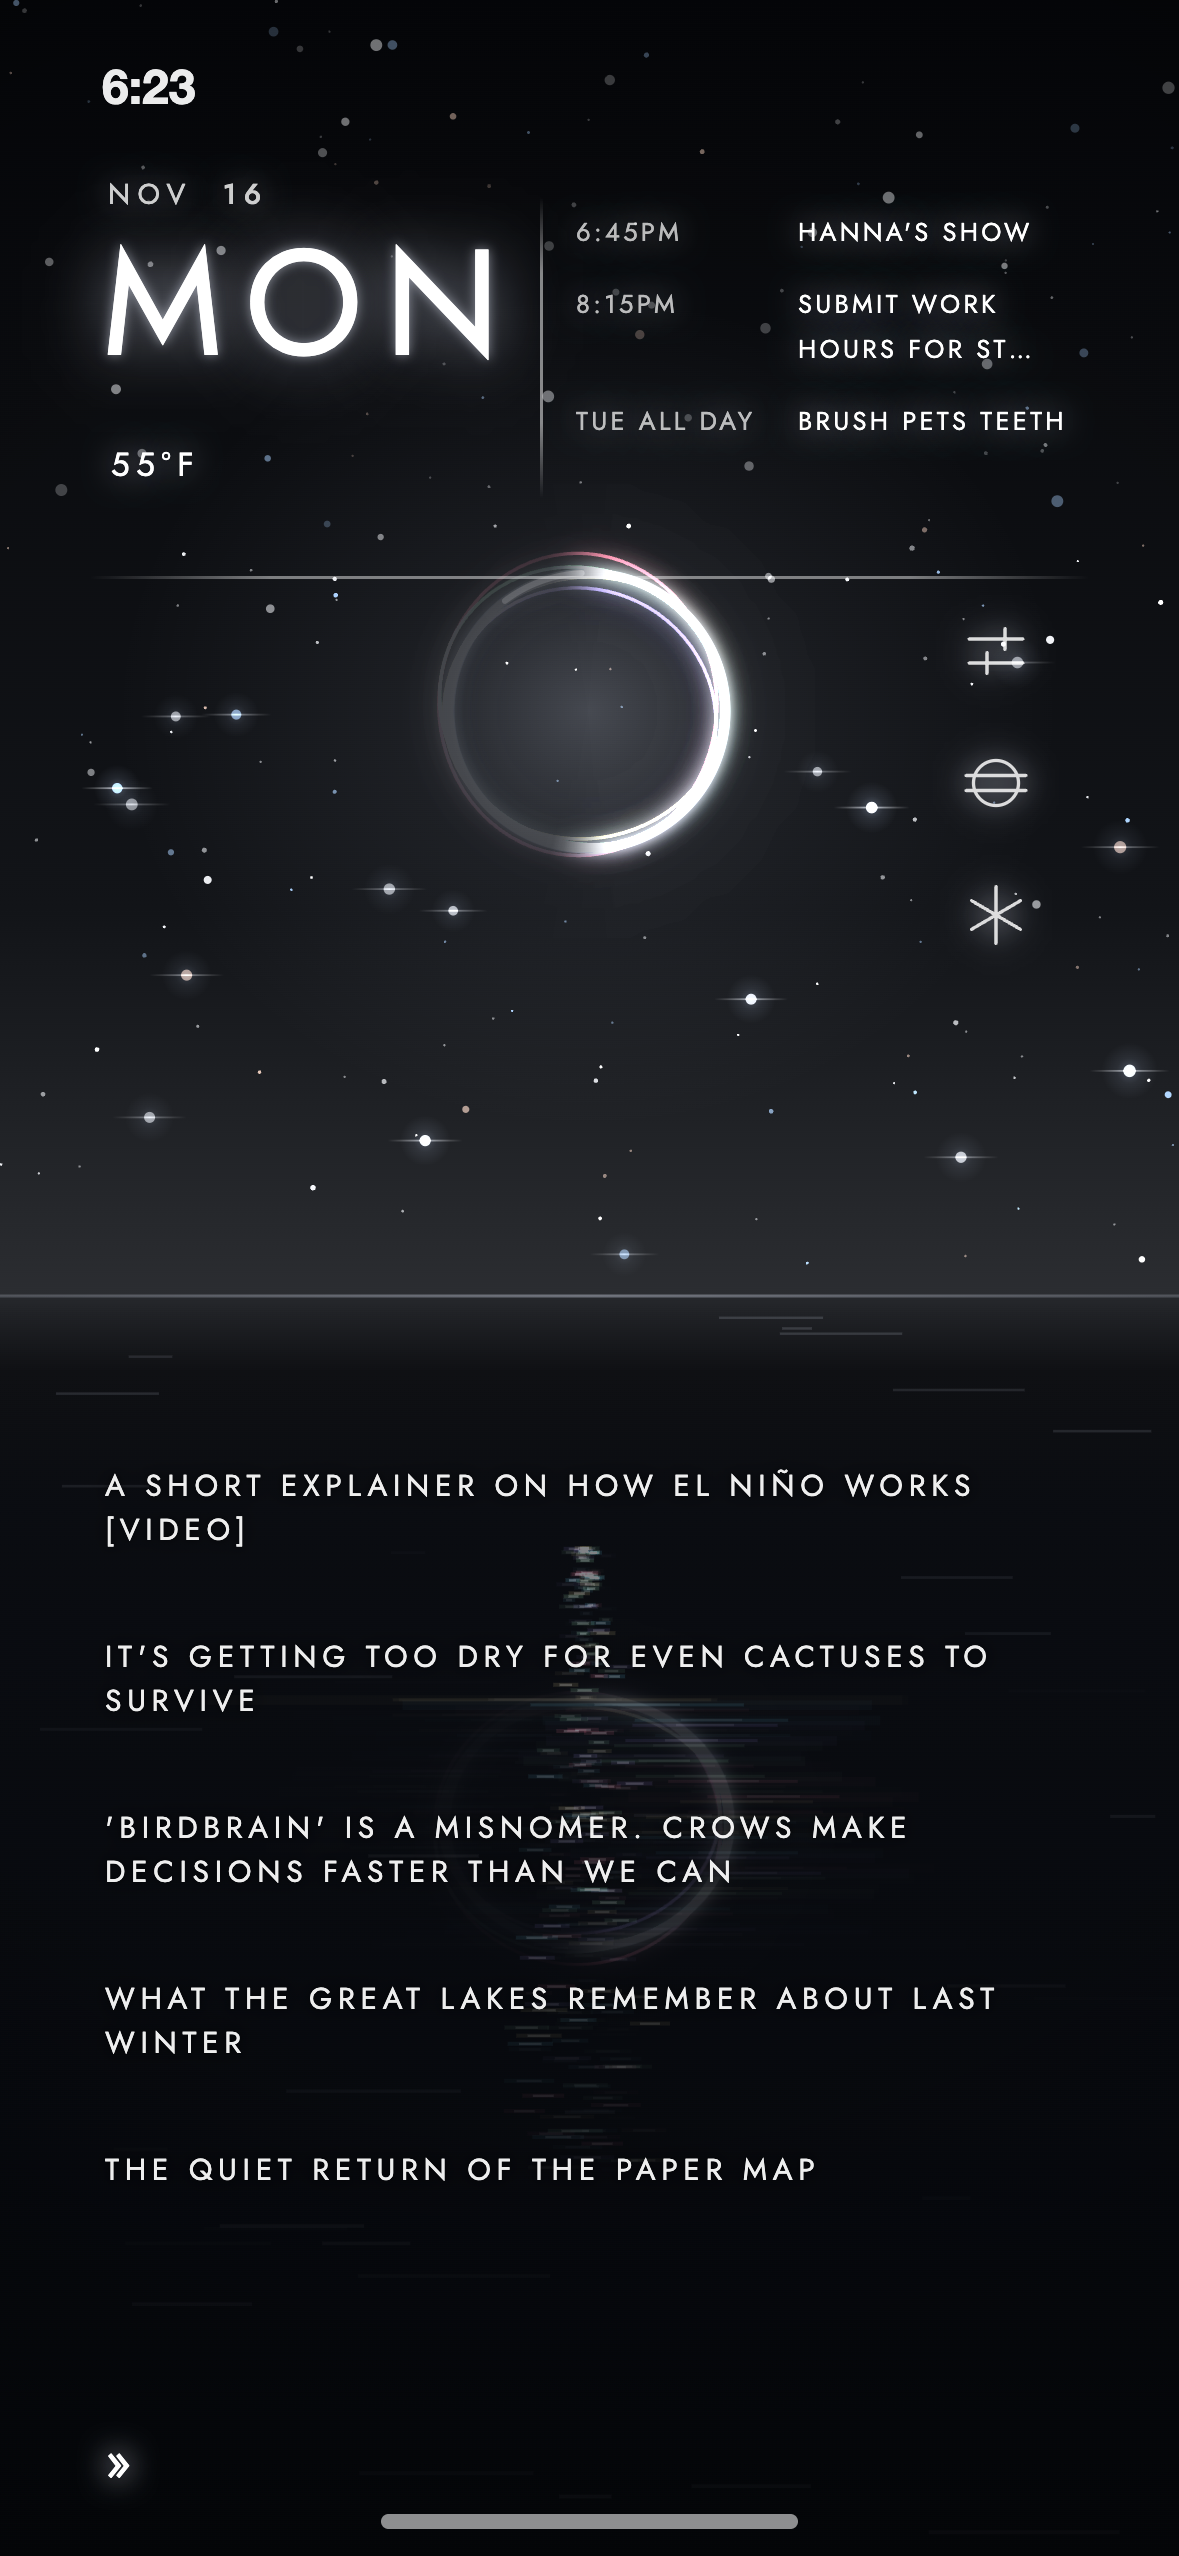 6:23
NOV 16
MON
55°F
6:45PM HANNA'S SHOW
8:15PM SUBMIT WORK
HOURS FOR ST...
TUE ALL DAY BRUSH PETS TEETH
A SHORT EXPLAINER ON HOW EL NIÑO WORKS
[VIDEO]
IT'S GETTING TOO DRY FOR EVEN CACTUSES TO
SURVIVE
'BIRDBRAIN' IS A MISNOMER. CROWS MAKE
DECISIONS FASTER THAN WE CAN
WHAT THE GREAT LAKES REMEMBER ABOUT LAST
WINTER
THE QUIET RETURN OF THE PAPER MAP
»